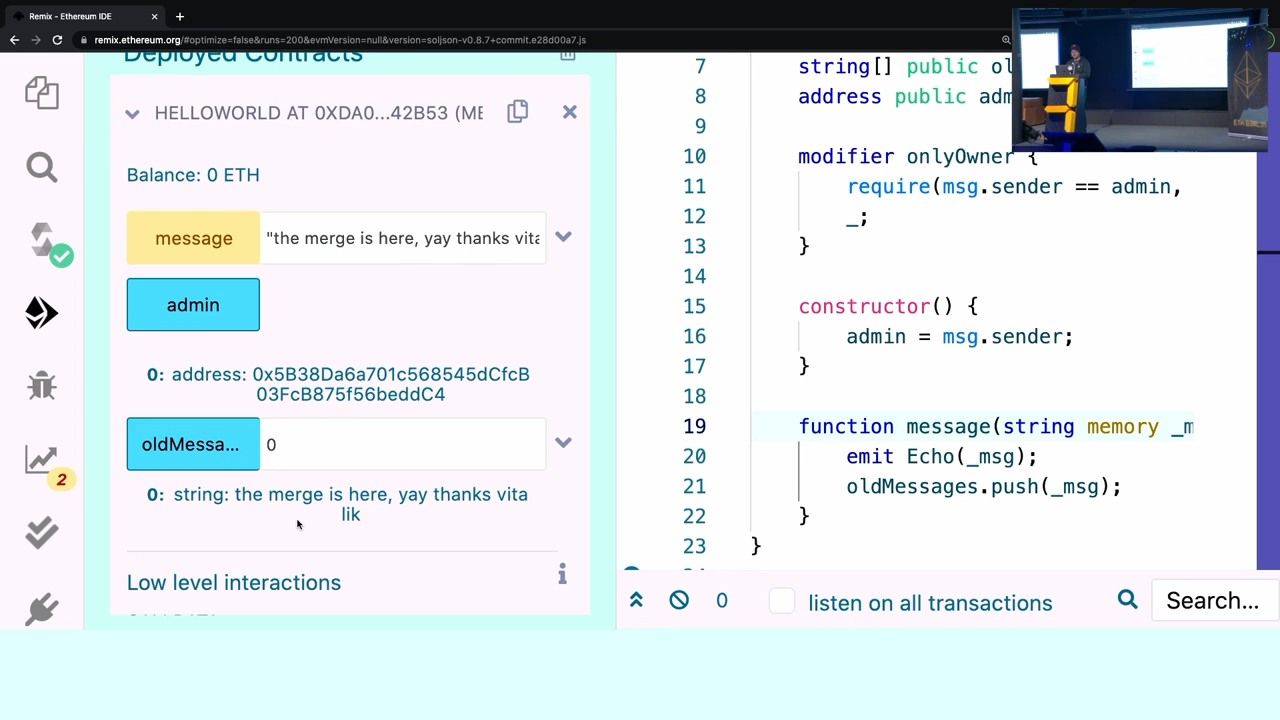 Remix - Ethereum IDE
remix.ethereum.org/#optimize=false&runs=200&evmVersion=null&version=soljson-v0.8.7+commit.e28d00a7.js
Deployed Contracts
HELLOWORLD AT 0XDA0...42B53 (ME
Balance: 0 ETH
message
"the merge is here, yay thanks vita
admin
0: address: 0x5B38Da6a701c568545dCfcB
03FcB875f56beddC4
oldMessa...
0
0: string: the merge is here, yay thanks vita
lik
Low level interactions
2
7 string[] public ol
8 address public adm
9
10 modifier onlyOwner {
11 require(msg.sender == admin,
12 _;
13 }
14
15 constructor() {
16 admin = msg.sender;
17 }
18
19 function message(string memory _m
20 emit Echo(_msg);
21 oldMessages.push(_msg);
22 }
23 }
0
listen on all transactions
Search...